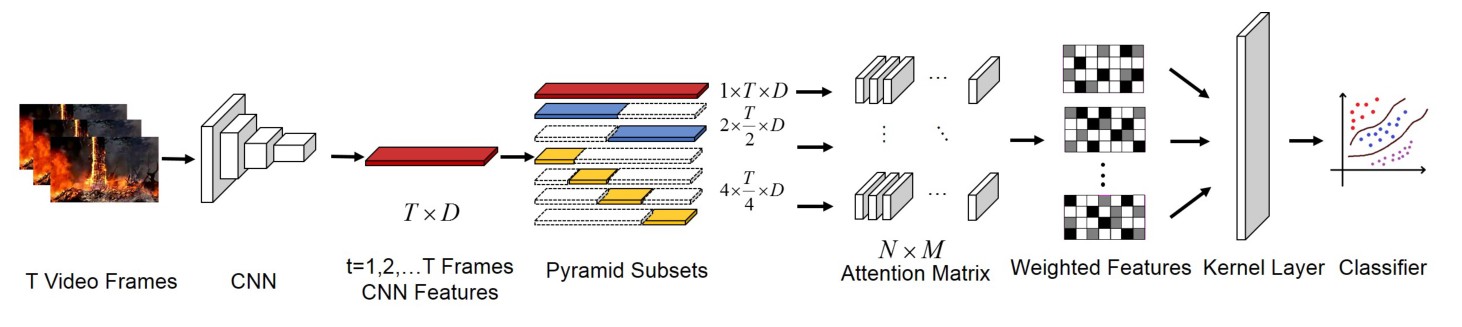 1×T×D
2×T/2×D
4×T/4×D
T×D
N×M
T Video Frames
CNN
t=1,2,…T Frames
CNN Features
Pyramid Subsets
Attention Matrix
Weighted Features
Kernel Layer
Classifier